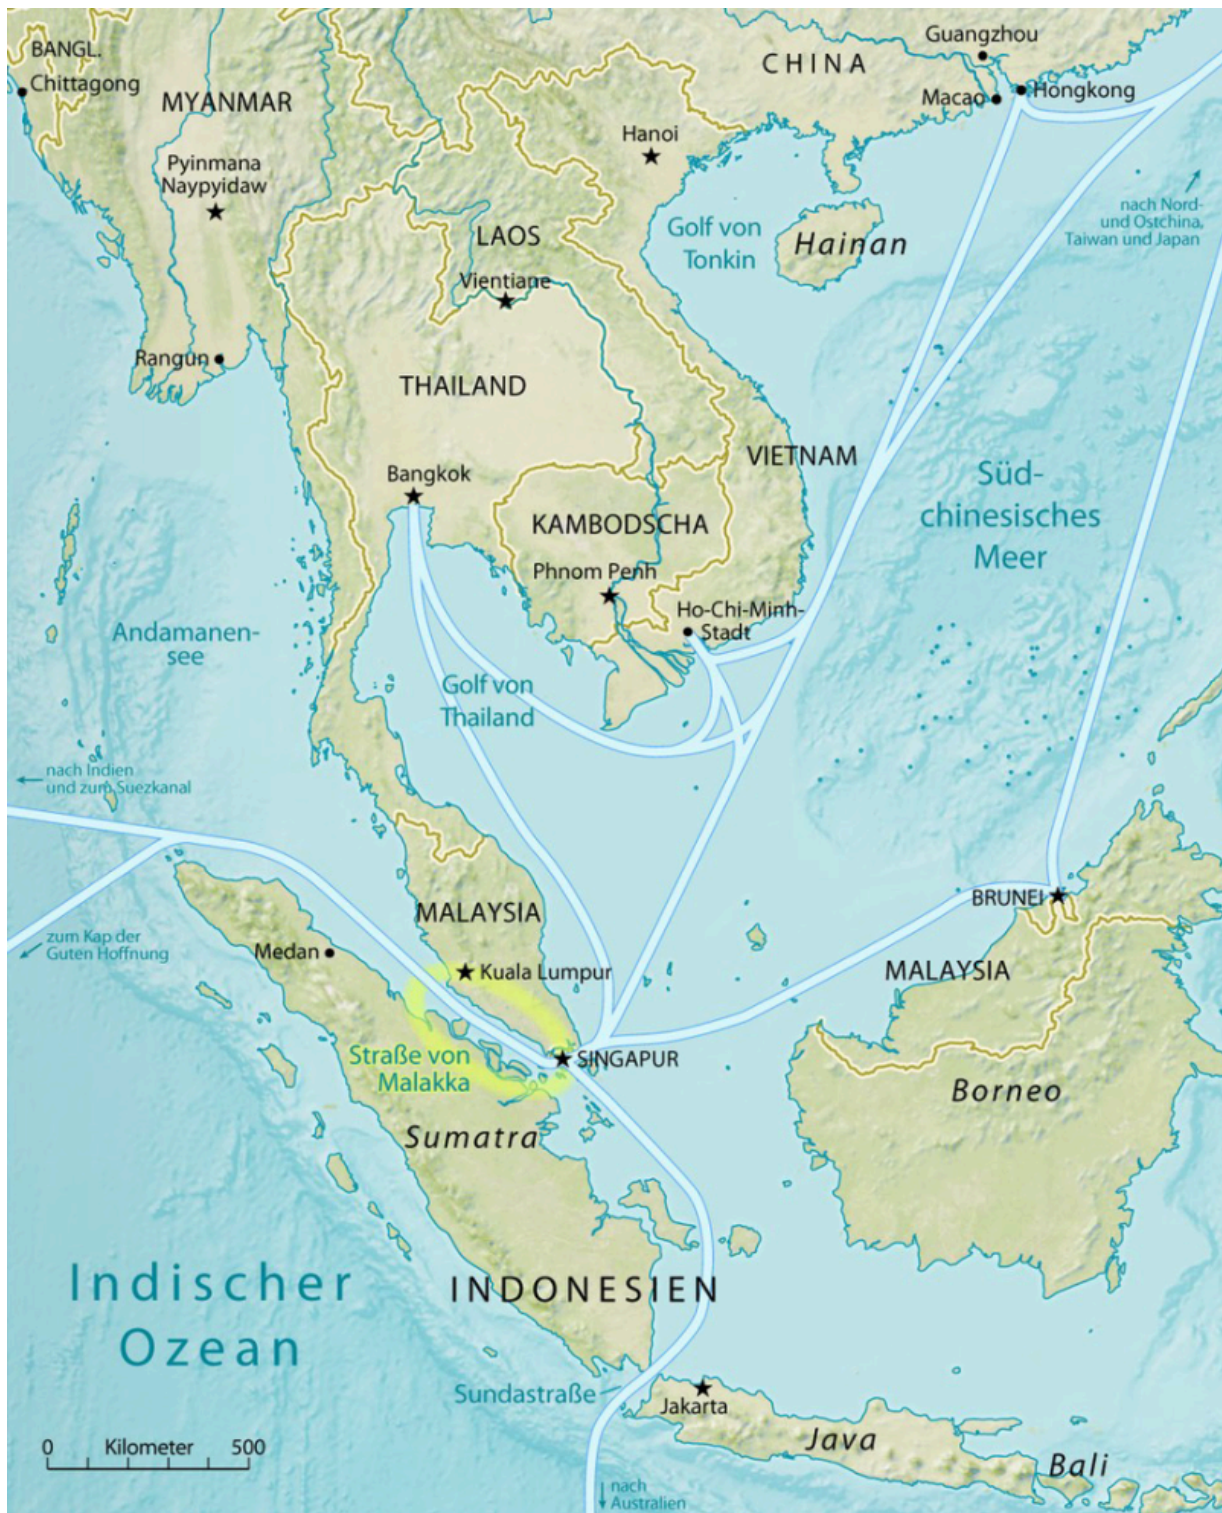 BANGL.
Chittagong
MYANMAR
Pyinmana
Naypyidaw
Rangun
CHINA
Guangzhou
Macao
Hongkong
Hanoi
nach Nord-
und Ostchina,
Taiwan und Japan
Golf von
Tonkin
Hainan
LAOS
Vientiane
THAILAND
Bangkok
VIETNAM
KAMBODSCHA
Phnom Penh
Ho-Chi-Minh-
Stadt
Süd-
chinesisches
Meer
Andamanen-
see
Golf von
Thailand
nach Indien
und zum Suezkanal
zum Kap der
Guten Hoffnung
Medan
MALAYSIA
Kuala Lumpur
BRUNEI
MALAYSIA
Straße von
Malakka
SINGAPUR
Borneo
Sumatra
Indischer
Ozean
INDONESIEN
Sundastraße
Jakarta
Java
Bali
0 Kilometer 500
nach
Australien